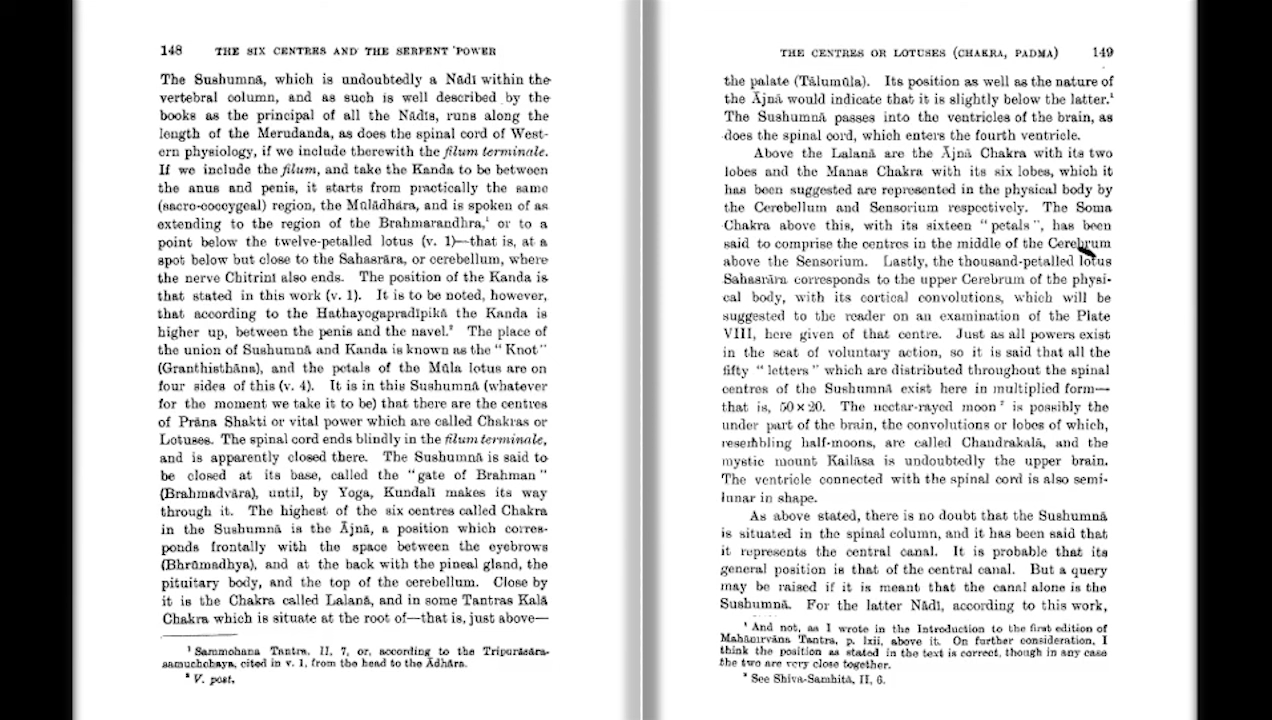 148 THE SIX CENTRES AND THE SERPENT POWER
The Sushumnā, which is undoubtedly a Nādī within the
vertebral column, and as such is well described by the
books as the principal of all the Nādīs, runs along the
length of the Merudanda, as does the spinal cord of West-
ern physiology, if we include therewith the filum terminale.
If we include the filum, and take the Kanda to be between
the anus and penis, it starts from practically the same
(sacro-coccygeal) region, the Mūlādhāra, and is spoken of as
extending to the region of the Brahmarandhra,¹ or to a
point below the twelve-petalled lotus (v. 1)—that is, at a
spot below but close to the Sahasrāra, or cerebellum, where
the nerve Chitrinī also ends. The position of the Kanda is
that stated in this work (v. 1). It is to be noted, however,
that according to the Hathayogapradīpikā the Kanda is
higher up, between the penis and the navel.² The place of
the union of Sushumnā and Kanda is known as the "Knot"
(Granthisthāna), and the petals of the Mūla lotus are on
four sides of this (v. 4). It is in this Sushumnā (whatever
for the moment we take it to be) that there are the centres
of Prāna Shakti or vital power which are called Chakras or
Lotuses. The spinal cord ends blindly in the filum terminale,
and is apparently closed there. The Sushumnā is said to
be closed at its base, called the "gate of Brahman"
(Brahmadvāra), until, by Yoga, Kundalī makes its way
through it. The highest of the six centres called Chakra
in the Sushumnā is the Ājnā, a position which corres-
ponds frontally with the space between the eyebrows
(Bhrūmadhya), and at the back with the pineal gland, the
pituitary body, and the top of the cerebellum. Close by
it is the Chakra called Lalanā, and in some Tantras Kalā
Chakra which is situate at the root of—that is, just above—
¹ Sammohana Tantra, II, 7, or, according to the Tripurāsāra-
samuchchaya, cited in v. 1, from the head to the Ādhāra.
² V. post.
THE CENTRES OR LOTUSES (CHAKRA, PADMA) 149
the palate (Tālumūla). Its position as well as the nature of
the Ājnā would indicate that it is slightly below the latter.¹
The Sushumnā passes into the ventricles of the brain, as
does the spinal cord, which enters the fourth ventricle.
Above the Lalanā are the Ājnā Chakra with its two
lobes and the Manas Chakra with its six lobes, which it
has been suggested are represented in the physical body by
the Cerebellum and Sensorium respectively. The Soma
Chakra above this, with its sixteen "petals", has been
said to comprise the centres in the middle of the Cerebrum
above the Sensorium. Lastly, the thousand-petalled lotus
Sahasrāra corresponds to the upper Cerebrum of the physi-
cal body, with its cortical convolutions, which will be
suggested to the reader on an examination of the Plate
VIII, here given of that centre. Just as all powers exist
in the seat of voluntary action, so it is said that all the
fifty "letters" which are distributed throughout the spinal
centres of the Sushumnā exist here in multiplied form—
that is, 50×20. The nectar-rayed moon² is possibly the
under part of the brain, the convolutions or lobes of which,
resembling half-moons, are called Chandrakalā, and the
mystic mount Kailāsa is undoubtedly the upper brain.
The ventricle connected with the spinal cord is also semi-
lunar in shape.
As above stated, there is no doubt that the Sushumnā
is situated in the spinal column, and it has been said that
it represents the central canal. It is probable that its
general position is that of the central canal. But a query
may be raised if it is meant that the canal alone is the
Sushumnā. For the latter Nādī, according to this work,
¹ And not, as I wrote in the Introduction to the first edition of
Mahānirvāna Tantra, p. lxii, above it. On further consideration, I
think the position as stated in the text is correct, though in any case
the two are very close together.
² See Shiva-Samhitā, II, 6.